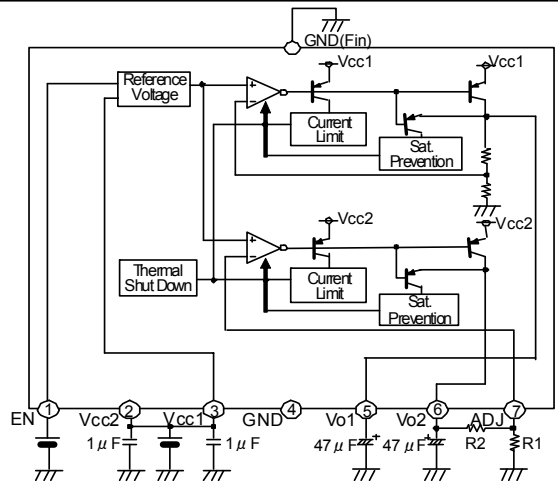 GND(Fin)
Vcc1
Vcc1
Reference
Voltage
+
−
Current
Limit
Sat.
Prevention
Vcc2
Vcc2
+
−
Thermal
Shut Down
Current
Limit
Sat.
Prevention
1
2
3
4
5
6
7
EN
Vcc2
Vcc1
GND
Vo1
Vo2
ADJ
1μF
1μF
47μF
+
47μF
+
R2
R1